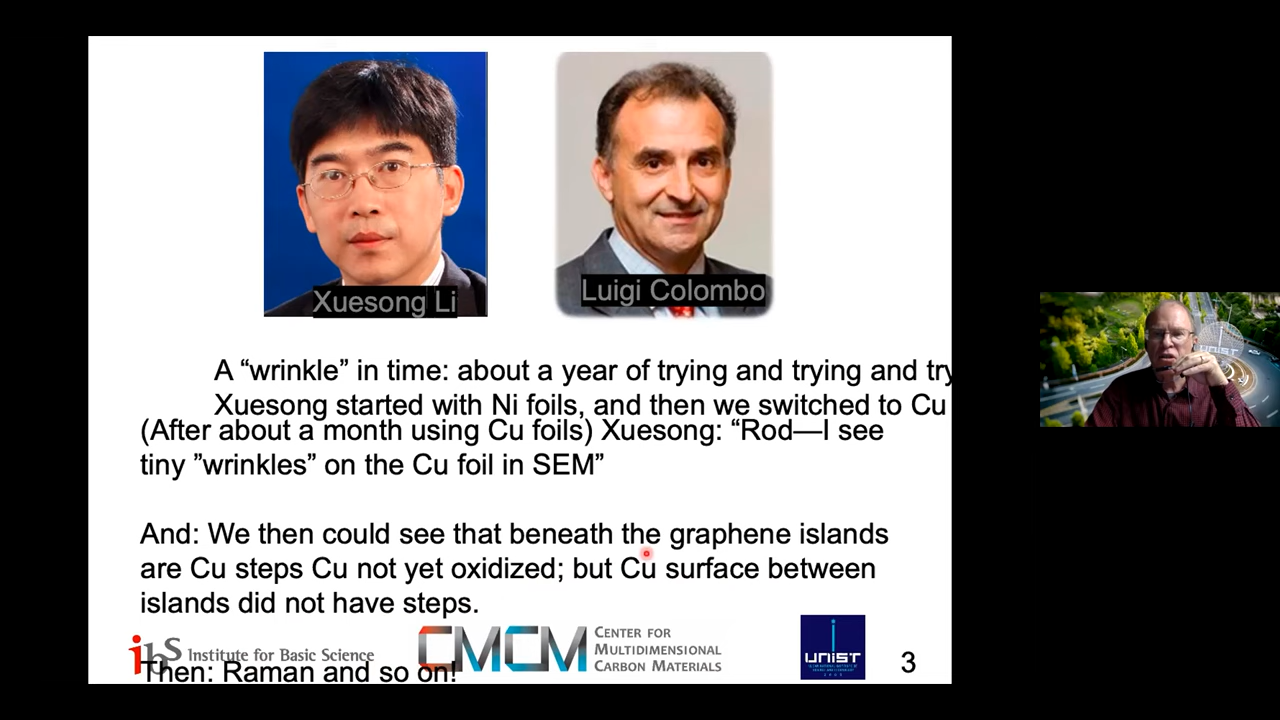 Xuesong Li
Luigi Colombo
A “wrinkle” in time: about a year of trying and trying and try
Xuesong started with Ni foils, and then we switched to Cu
(After about a month using Cu foils) Xuesong: “Rod—I see
tiny ”wrinkles” on the Cu foil in SEM”
And: We then could see that beneath the graphene islands
are Cu steps Cu not yet oxidized; but Cu surface between
islands did not have steps.
ibs Institute for Basic Science
CMCM
CENTER FOR
MULTIDIMENSIONAL
CARBON MATERIALS
UNIST
Then: Raman and so on!
3
UNIST